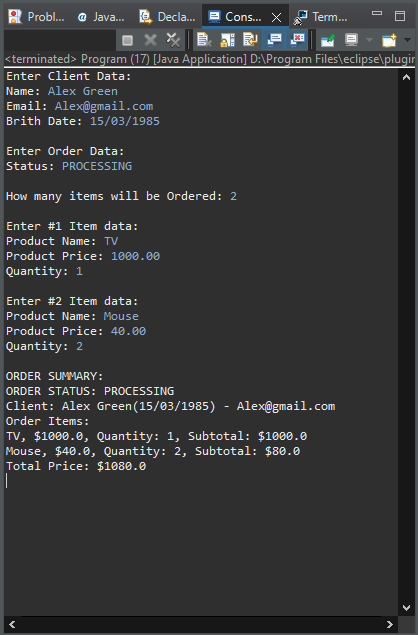 Probl... Java... Decla... Cons... Term...
<terminated> Program (17) [Java Application] D:\Program Files\eclipse\plugin
Enter Client Data:
Name: Alex Green
Email: Alex@gmail.com
Brith Date: 15/03/1985
Enter Order Data:
Status: PROCESSING
How many items will be Ordered: 2
Enter #1 Item data:
Product Name: TV
Product Price: 1000.00
Quantity: 1
Enter #2 Item data:
Product Name: Mouse
Product Price: 40.00
Quantity: 2
ORDER SUMMARY:
ORDER STATUS: PROCESSING
Client: Alex Green(15/03/1985) - Alex@gmail.com
Order Items:
TV, $1000.0, Quantity: 1, Subtotal: $1000.0
Mouse, $40.0, Quantity: 2, Subtotal: $80.0
Total Price: $1080.0